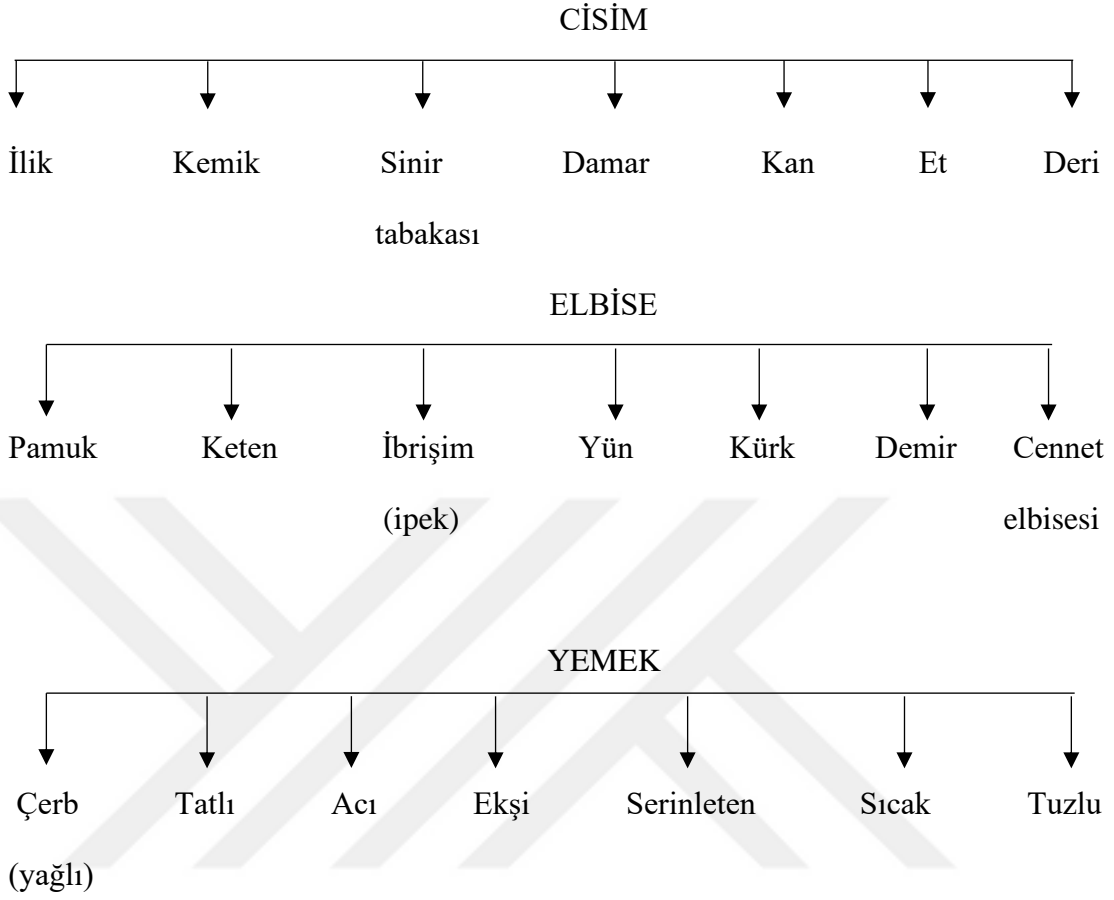 CİSİM
İlik Kemik Sinir Damar Kan Et Deri
tabakası
ELBİSE
Pamuk Keten İbrişim Yün Kürk Demir Cennet
(ipek) elbisesi
YEMEK
Çerb Tatlı Acı Ekşi Serinleten Sıcak Tuzlu
(yağlı)